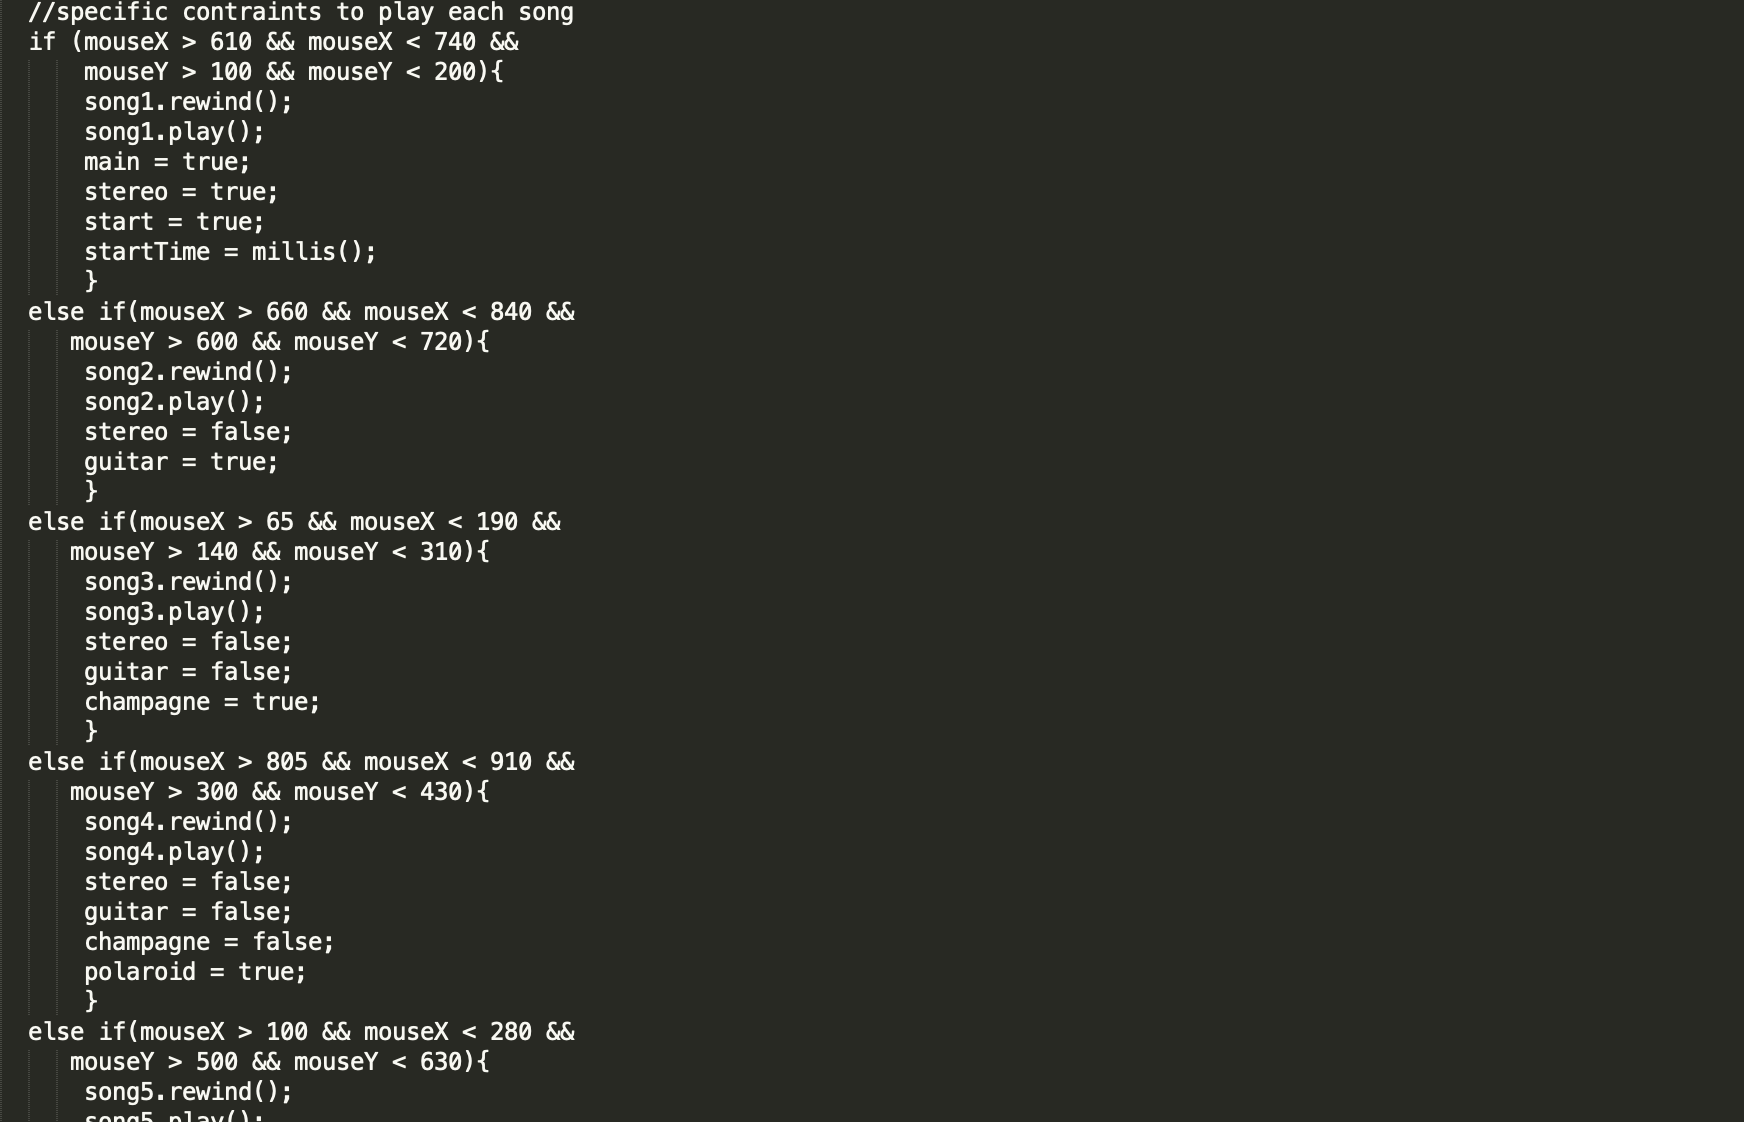 //specific contraints to play each song
if (mouseX > 610 && mouseX < 740 &&
mouseY > 100 && mouseY < 200){
song1.rewind();
song1.play();
main = true;
stereo = true;
start = true;
startTime = millis();
}
else if(mouseX > 660 && mouseX < 840 &&
mouseY > 600 && mouseY < 720){
song2.rewind();
song2.play();
stereo = false;
guitar = true;
}
else if(mouseX > 65 && mouseX < 190 &&
mouseY > 140 && mouseY < 310){
song3.rewind();
song3.play();
stereo = false;
guitar = false;
champagne = true;
}
else if(mouseX > 805 && mouseX < 910 &&
mouseY > 300 && mouseY < 430){
song4.rewind();
song4.play();
stereo = false;
guitar = false;
champagne = false;
polaroid = true;
}
else if(mouseX > 100 && mouseX < 280 &&
mouseY > 500 && mouseY < 630){
song5.rewind();
song5.play();